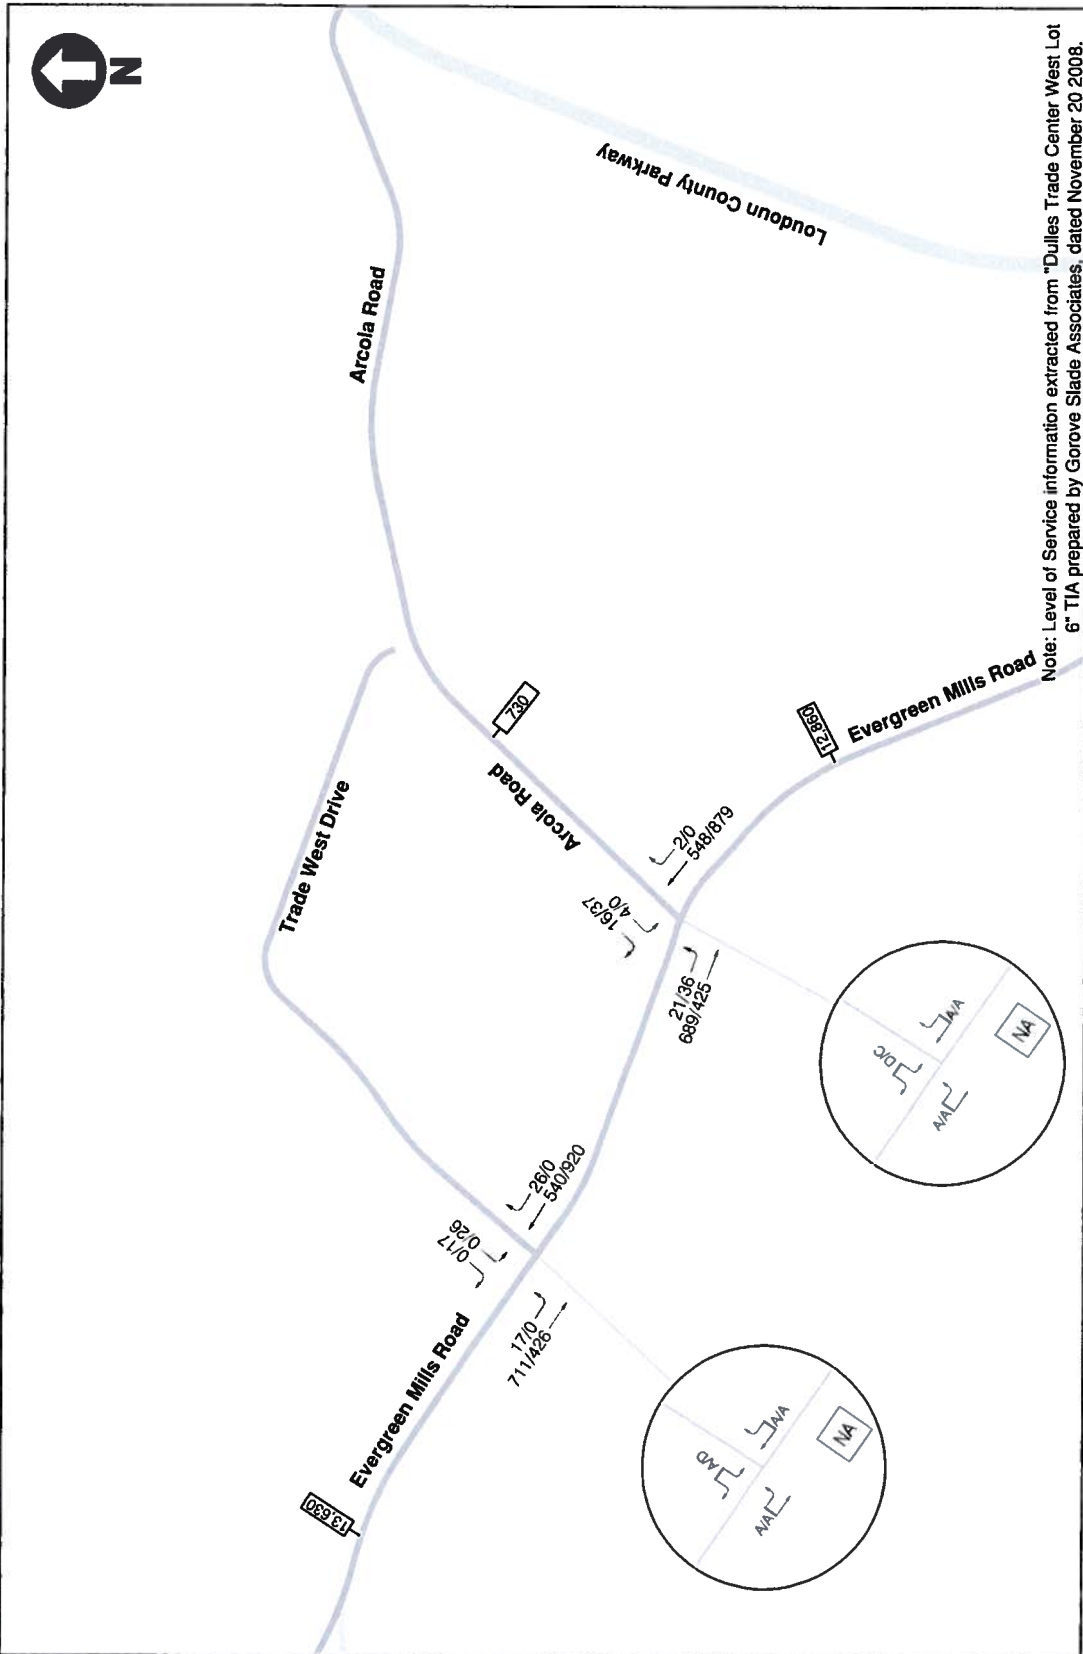 N
Loudoun County Parkway
Arcola Road
Trade West Drive
730
Arcola Road
12,860
Evergreen Mills Road
2/0
548/879
16/37
4/0
21/36
689/425
D/C
A/A
A/A
NA
26/0
540/920
0/17
0/26
17/0
711/426
Evergreen Mills Road
13,630
A/D
A/A
A/A
NA
Note: Level of Service information extracted from "Dulles Trade Center West Lot
6" TIA prepared by Gorove Slade Associates, dated November 20 2008.